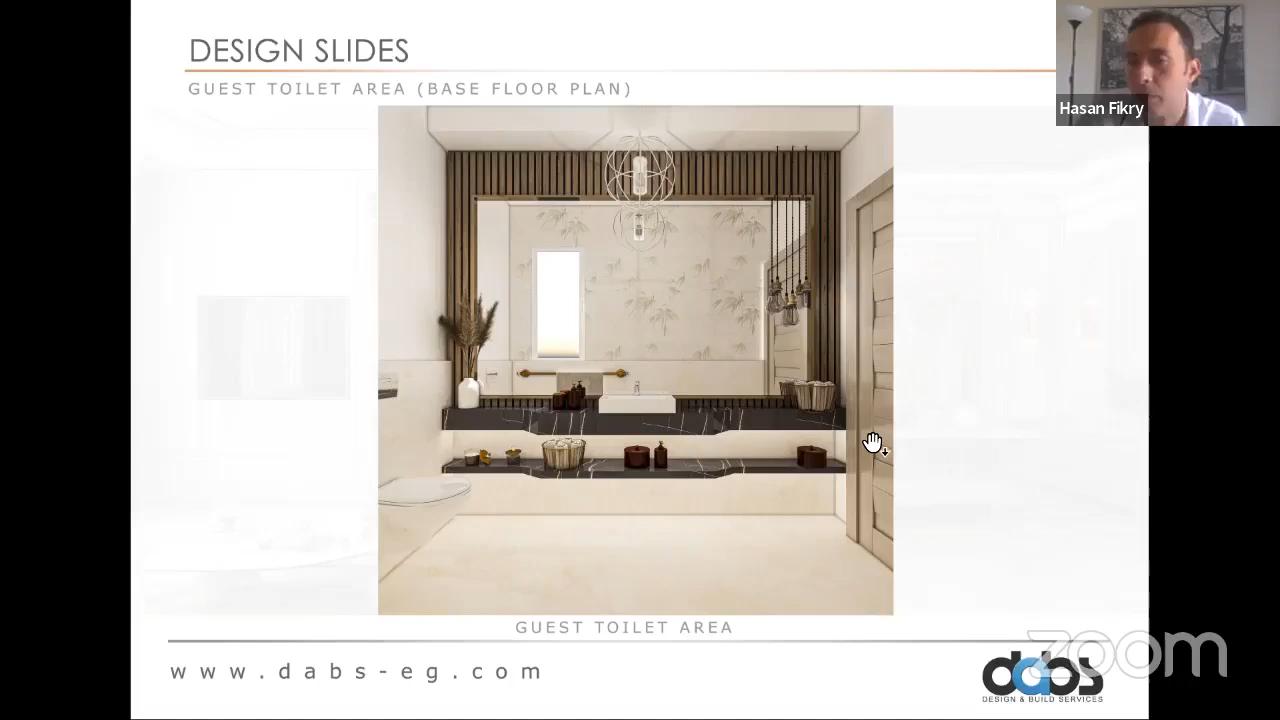 DESIGN SLIDES
GUEST TOILET AREA (BASE FLOOR PLAN)
Hasan Fikry
GUEST TOILET AREA
www.dabs-eg.com
zoom
dabs
DESIGN & BUILD SERVICES